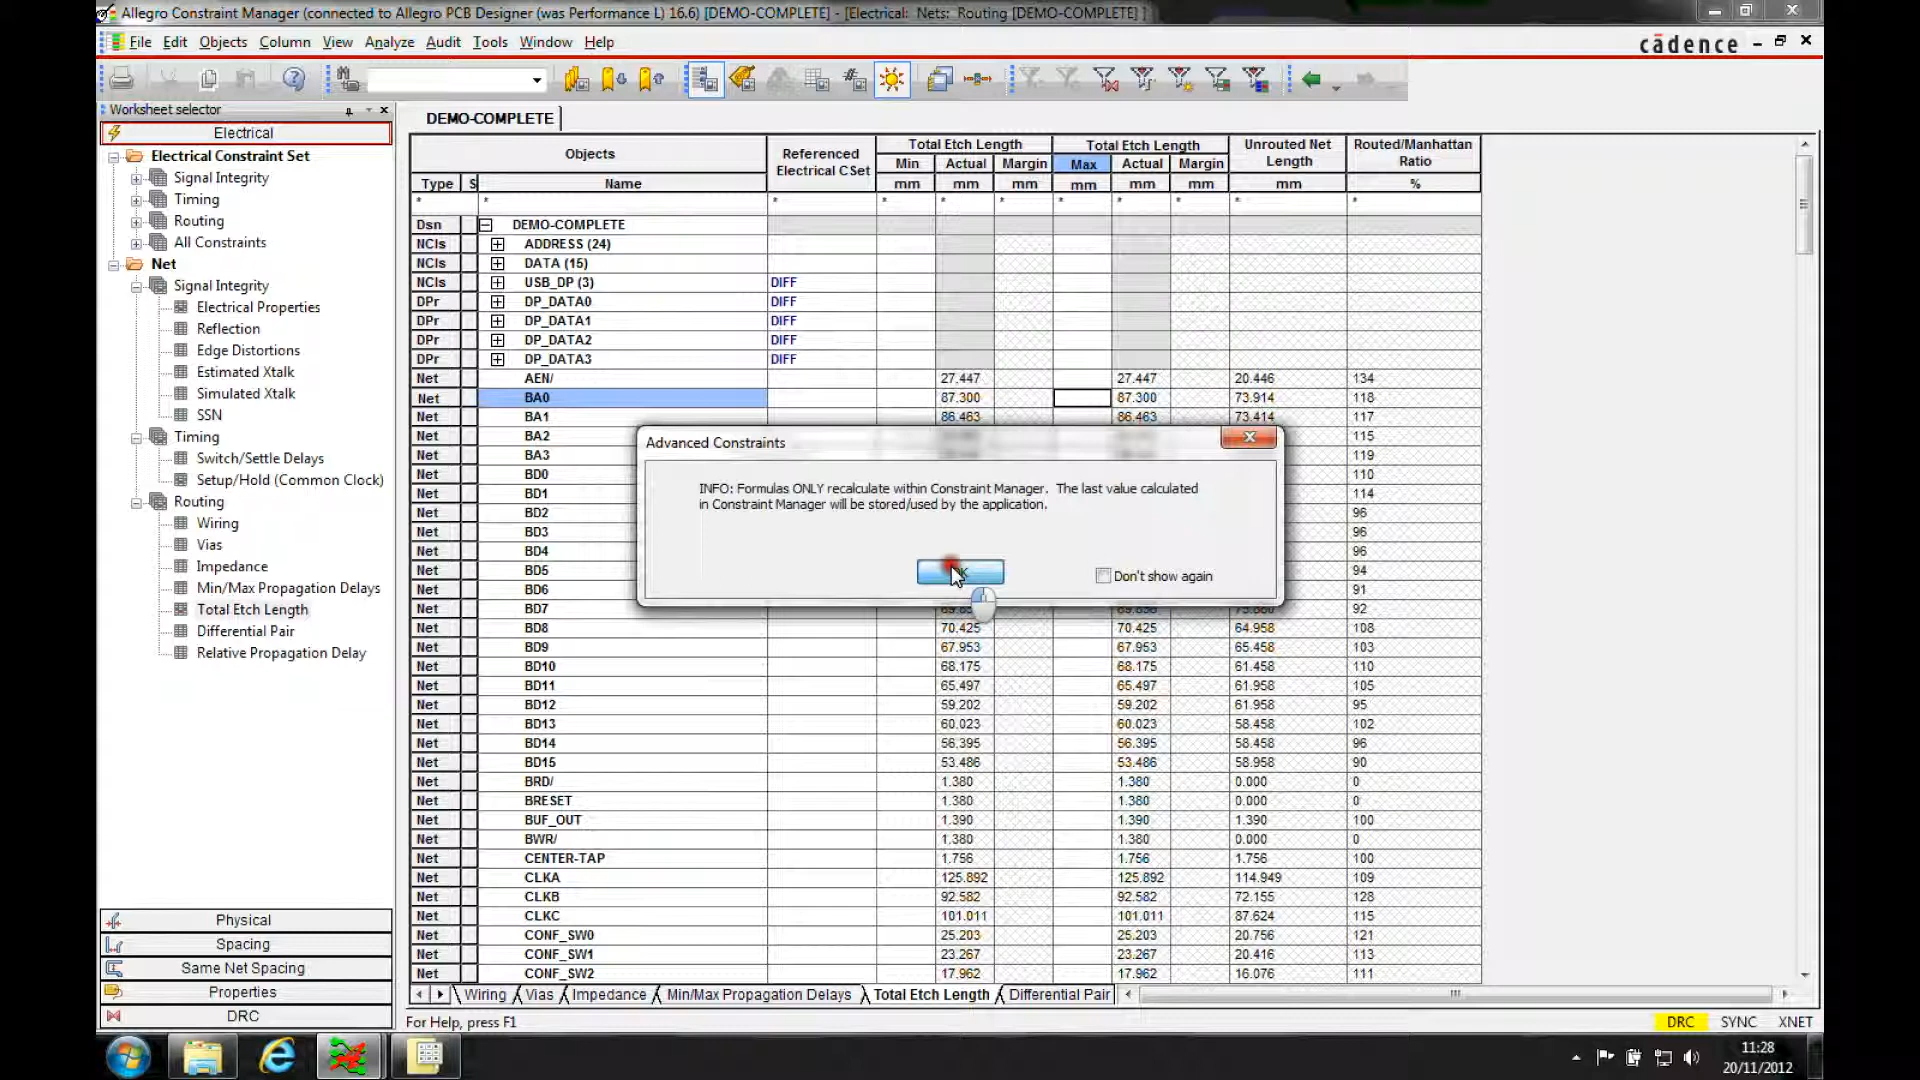 Allegro Constraint Manager (connected to Allegro PCB Designer (was Performance L) 16.6) [DEMO-COMPLETE] - [Electrical: Nets: Routing [DEMO-COMPLETE] ]
File Edit Objects Column View Analyze Audit Tools Window Help
cādence
Worksheet selector
Electrical
Electrical Constraint Set
Signal Integrity
Timing
Routing
All Constraints
Net
Signal Integrity
Electrical Properties
Reflection
Edge Distortions
Estimated Xtalk
Simulated Xtalk
SSN
Timing
Switch/Settle Delays
Setup/Hold (Common Clock)
Routing
Wiring
Vias
Impedance
Min/Max Propagation Delays
Total Etch Length
Differential Pair
Relative Propagation Delay
Physical
Spacing
Same Net Spacing
Properties
DRC
DEMO-COMPLETE
Objects Referenced Electrical CSet Total Etch Length Total Etch Length Unrouted Net Length Routed/Manhattan Ratio
Min Actual Margin Max Actual Margin
Type S Name mm mm mm mm mm mm mm %
* * * * * * * * * * *
Dsn DEMO-COMPLETE
NCls ADDRESS (24)
NCls DATA (15)
NCls USB_DP (3) DIFF
DPr DP_DATA0 DIFF
DPr DP_DATA1 DIFF
DPr DP_DATA2 DIFF
DPr DP_DATA3 DIFF
Net AEN/ 27.447 27.447 20.446 134
Net BA0 87.300 87.300 73.914 118
Net BA1 86.463 86.463 73.414 117
Net BA2 115
Net BA3 119
Net BD0 110
Net BD1 114
Net BD2 96
Net BD3 96
Net BD4 96
Net BD5 94
Net BD6 91
Net BD7 92
Net BD8 70.425 70.425 64.958 108
Net BD9 67.953 67.953 65.458 103
Net BD10 68.175 68.175 61.458 110
Net BD11 65.497 65.497 61.958 105
Net BD12 59.202 59.202 61.958 95
Net BD13 60.023 60.023 58.458 102
Net BD14 56.395 56.395 58.458 96
Net BD15 53.486 53.486 58.958 90
Net BRD/ 1.380 1.380 0.000 0
Net BRESET 1.380 1.380 0.000 0
Net BUF_OUT 1.390 1.390 1.390 100
Net BWR/ 1.380 1.380 0.000 0
Net CENTER-TAP 1.756 1.756 1.756 100
Net CLKA 125.892 125.892 114.949 109
Net CLKB 92.582 92.582 72.155 128
Net CLKC 101.011 101.011 87.624 115
Net CONF_SW0 25.203 25.203 20.756 121
Net CONF_SW1 23.267 23.267 20.416 113
Net CONF_SW2 17.962 17.962 16.076 111
Advanced Constraints
INFO: Formulas ONLY recalculate within Constraint Manager. The last value calculated
in Constraint Manager will be stored/used by the application.
Don't show again
Wiring Vias Impedance Min/Max Propagation Delays Total Etch Length Differential Pair
For Help, press F1
DRC SYNC XNET
11:28
20/11/2012